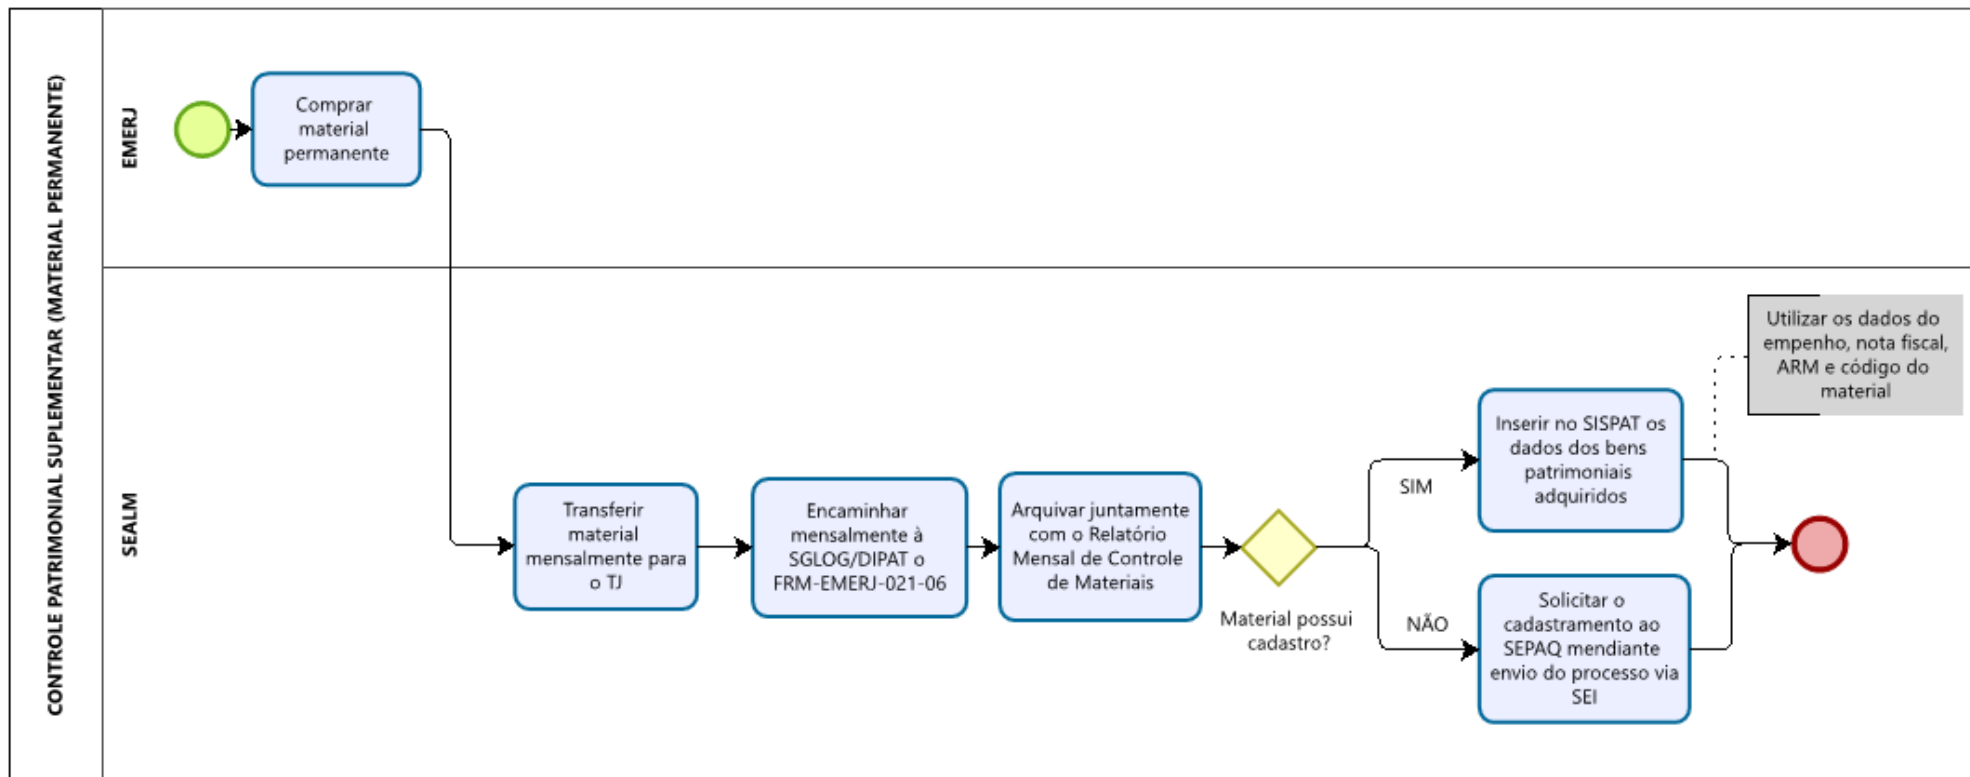 CONTROLE PATRIMONIAL SUPLEMENTAR (MATERIAL PERMANENTE)
EMERJ
Comprar
material
permanente
SEALM
Transferir
material
mensalmente para
o TJ
Encaminhar
mensalmente à
SGLOG/DIPAT o
FRM-EMERJ-021-06
Arquivar juntamente
com o Relatório
Mensal de Controle
de Materiais
Material possui
cadastro?
SIM
NÃO
Inserir no SISPAT os
dados dos bens
patrimoniais
adquiridos
Solicitar o
cadastramento ao
SEPAQ mendiante
envio do processo via
SEI
Utilizar os dados do
empenho, nota fiscal,
ARM e código do
material